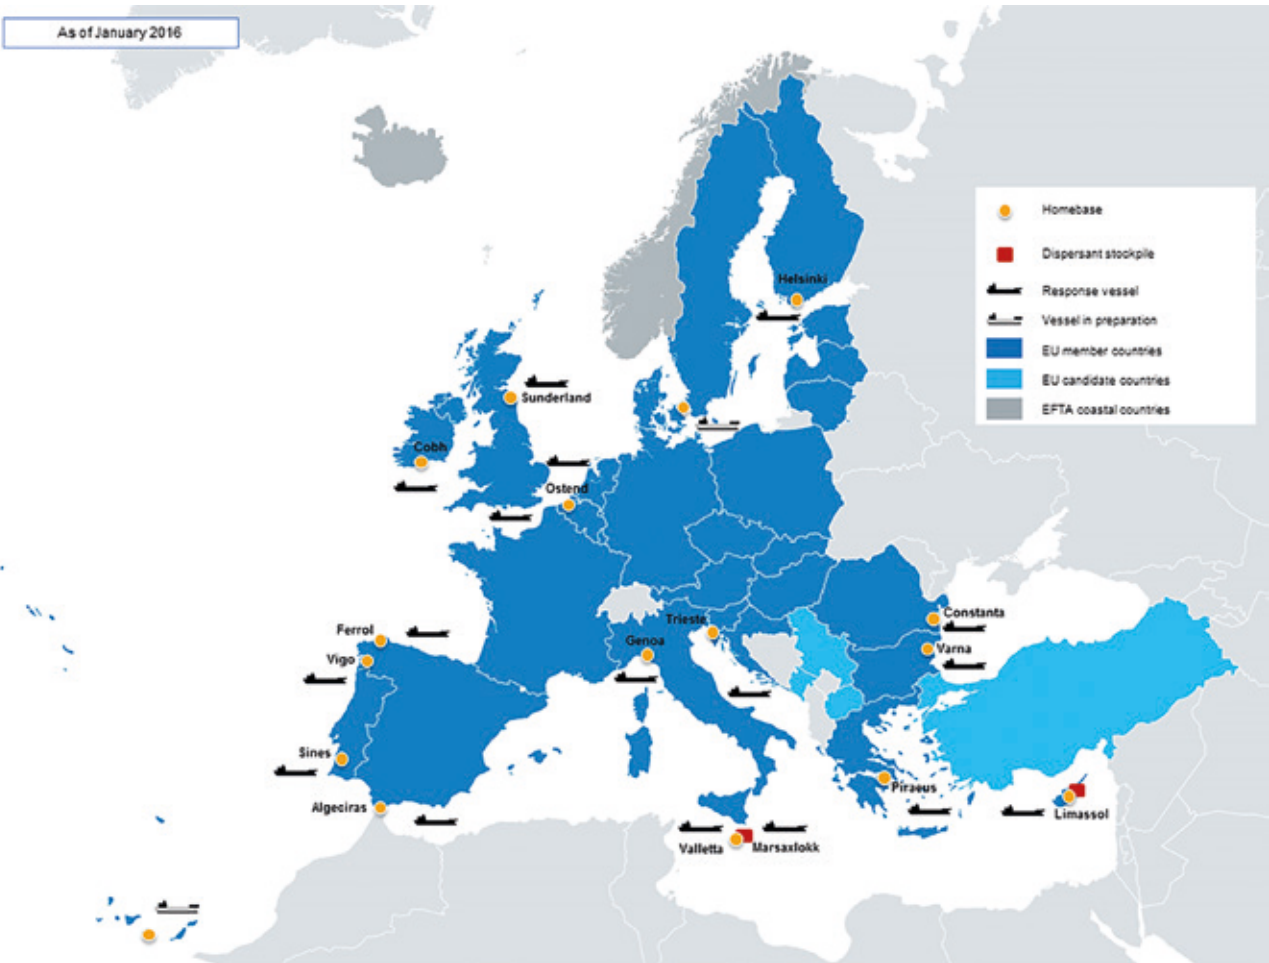 As of January 2016
Homebase
Dispersant stockpile
Response vessel
Vessel in preparation
EU member countries
EU candidate countries
EFTA coastal countries
Helsinki
Sunderland
Cobh
Ostend
Constanta
Trieste
Ferrol
Genoa
Varna
Vigo
Sines
Piraeus
Algeciras
Limassol
Valletta
Marsaxlokk